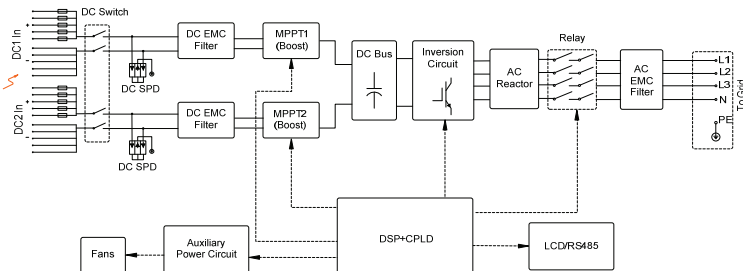 DC Switch
DC1 In
+
-
DC EMC
Filter
MPPT1
(Boost)
DC SPD
DC Bus
Inversion
Circuit
AC
Reactor
Relay
AC
EMC
Filter
L1
L2
L3
N
PE
To Grid
DC2 In
+
-
DC EMC
Filter
MPPT2
(Boost)
DC SPD
DSP+CPLD
Auxiliary
Power Circuit
Fans
LCD/RS485